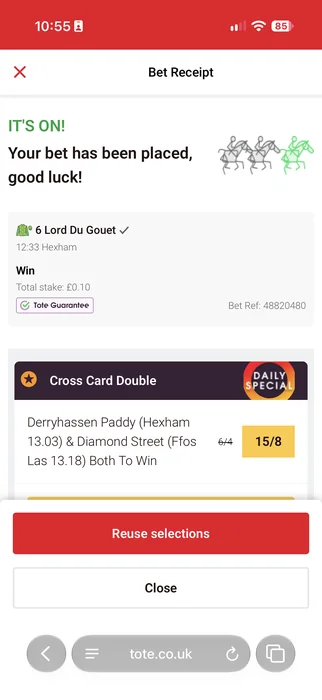 10:55
85
Bet Receipt
IT'S ON!
Your bet has been placed,
good luck!
6 Lord Du Gouet
12:33 Hexham
Win
Total stake: £0.10
Tote Guarantee
Bet Ref: 48820480
Cross Card Double
DAILY
SPECIAL
Derryhassen Paddy (Hexham
13.03) & Diamond Street (Ffos
Las 13.18) Both To Win
6/4
15/8
Reuse selections
Close
tote.co.uk